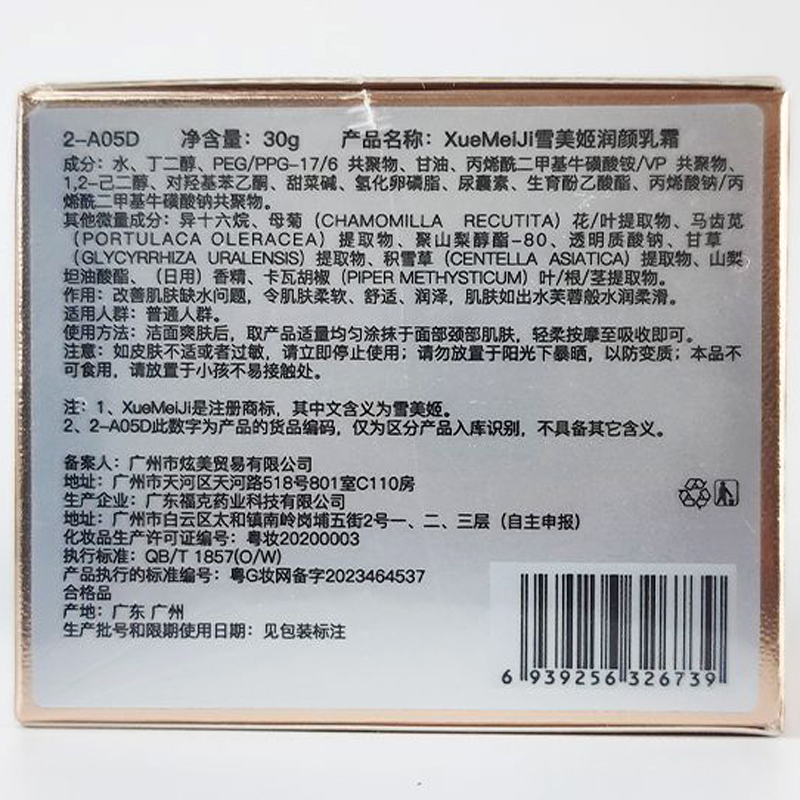 2-A05D 净含量：30g 产品名称：XueMeiJi雪美姬润颜乳霜
成分：水、丁二醇、PEG/PPG-17/6 共聚物、甘油、丙烯酰二甲基牛磺酸铵/VP 共聚物、
1,2-己二醇、对羟基苯乙酮、甜菜碱、氢化卵磷脂、尿囊素、生育酚乙酸酯、丙烯酸钠/丙
烯酰二甲基牛磺酸钠共聚物。
其他微量成分：异十六烷、母菊（CHAMOMILLA RECUTITA）花/叶提取物、马齿苋
（PORTULACA OLERACEA）提取物、聚山梨醇酯-80、透明质酸钠、甘草
（GLYCYRRHIZA URALENSIS）提取物、积雪草（CENTELLA ASIATICA）提取物、山梨
坦油酸酯、（日用）香精、卡瓦胡椒（PIPER METHYSTICUM）叶/根/茎提取物。
作用：改善肌肤缺水问题，令肌肤柔软、舒适、润泽，肌肤如出水芙蓉般水润柔滑。
适用人群：普通人群。
使用方法：洁面爽肤后，取产品适量均匀涂抹于面部颈部肌肤，轻柔按摩至吸收即可。
注意：如皮肤不适或者过敏，请立即停止使用；请勿放置于阳光下暴晒，以防变质；本品不
可食用，请放置于小孩不易接触处。
注：1、XueMeiJi是注册商标，其中文含义为雪美姬。
2、2-A05D此数字为产品的货品编码，仅为区分产品入库识别，不具备其它含义。
备案人：广州市炫美贸易有限公司
地址：广州市天河区天河路518号801室C110房
生产企业：广东福克药业科技有限公司
地址：广州市白云区太和镇南岭岗埔五街2号一、二、三层（自主申报）
化妆品生产许可证编号：粤妆20200003
执行标准：QB/T 1857(O/W)
产品执行的标准编号：粤G妆网备字2023464537
合格品
产地：广东 广州
生产批号和限期使用日期：见包装标注
6 939256 326739